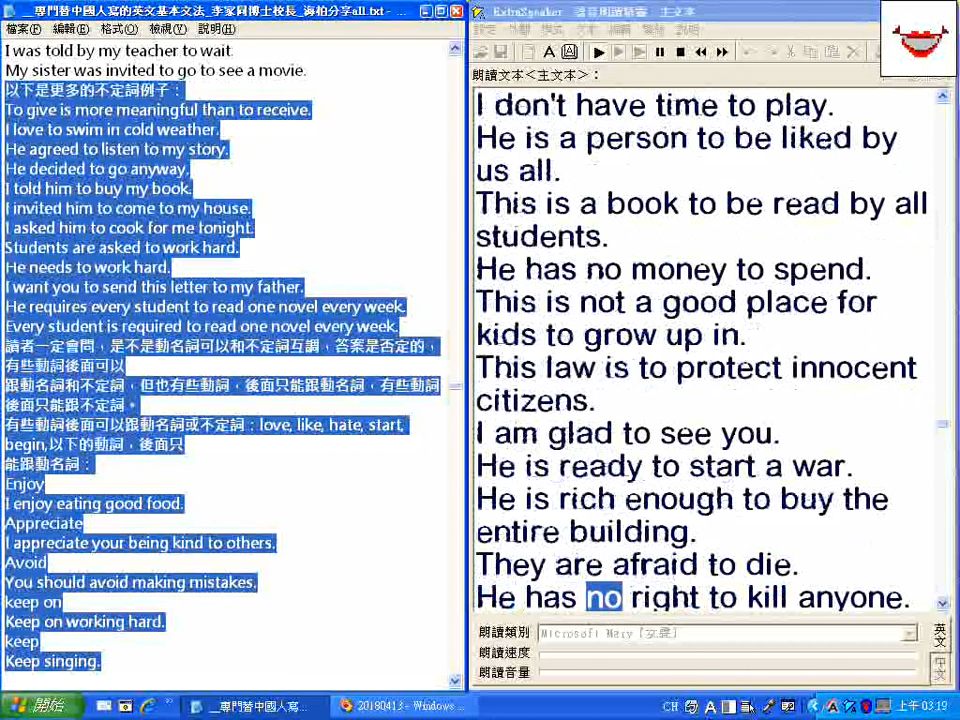 __專門替中國人寫的英文基本文法_李家同博士校長_海柏分享all.txt - ...
檔案(F) 編輯(E) 格式(O) 檢視(V) 說明(H)
I was told by my teacher to wait.
My sister was invited to go to see a movie.
以下是更多的不定詞例子：
To give is more meaningful than to receive.
I love to swim in cold weather.
He agreed to listen to my story.
He decided to go anyway.
I told him to buy my book.
I invited him to come to my house.
I asked him to cook for me tonight.
Students are asked to work hard.
He needs to work hard.
I want you to send this letter to my father.
He requires every student to read one novel every week.
Every student is required to read one novel every week.
讀者一定會問，是不是動名詞可以和不定詞互調，答案是否定的，
有些動詞後面可以
跟動名詞和不定詞，但也有些動詞，後面只能跟動名詞，有些動詞
後面只能跟不定詞。
有些動詞後面可以跟動名詞或不定詞：love, like, hate, start,
begin,以下的動詞，後面只
能跟動名詞：
Enjoy
I enjoy eating good food.
Appreciate
I appreciate your being kind to others.
Avoid
You should avoid making mistakes.
keep on
Keep on working hard.
keep
Keep singing.
ExtraSpeaker
朗讀文本<主文本>：
I don't have time to play.
He is a person to be liked by
us all.
This is a book to be read by all
students.
He has no money to spend.
This is not a good place for
kids to grow up in.
This law is to protect innocent
citizens.
I am glad to see you.
He is ready to start a war.
He is rich enough to buy the
entire building.
They are afraid to die.
He has no right to kill anyone.
朗讀類別
Microsoft Mary [女聲]
朗讀速度
朗讀音量
英文
中文
開始
__專門替中國人寫...
20180413 - Windows ...
CH
上午 03:19